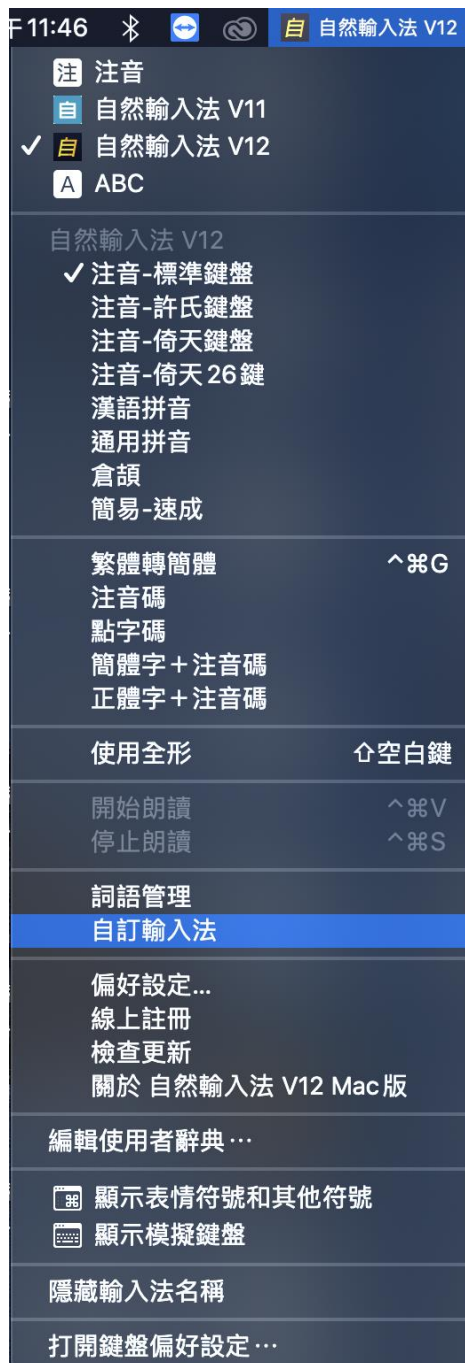 午11:46 自 自然輸入法 V12
注 注音
自 自然輸入法 V11
✓ 自 自然輸入法 V12
A ABC
自然輸入法 V12
✓注音-標準鍵盤
注音-許氏鍵盤
注音-倚天鍵盤
注音-倚天26鍵
漢語拼音
通用拼音
倉頡
簡易-速成
繁體轉簡體 ^⌘G
注音碼
點字碼
簡體字+注音碼
正體字+注音碼
使用全形 ⇧空白鍵
開始朗讀 ^⌘V
停止朗讀 ^⌘S
詞語管理
自訂輸入法
偏好設定...
線上註冊
檢查更新
關於 自然輸入法 V12 Mac版
編輯使用者辭典⋯
⌘ 顯示表情符號和其他符號
顯示模擬鍵盤
隱藏輸入法名稱
打開鍵盤偏好設定⋯